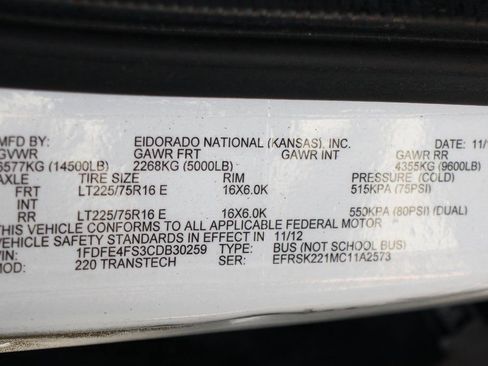 MFD BY: EIDORADO NATIONAL (KANSAS), INC. DATE: 11/
GVWR GAWR FRT GAWR INT GAWR RR
6577KG (14500LB) 2268KG (5000LB) 4355KG (9600LB)
AXLE TIRE SIZE RIM PRESSURE (COLD)
FRT LT225/75R16 E 16X6.0K 515KPA (75PSI)
INT
RR LT225/75R16 E 16X6.0K 550KPA (80PSI) (DUAL)
THIS VEHICLE CONFORMS TO ALL APPLICABLE FEDERAL MOTOR
VEHICLE SAFETY STANDARDS IN EFFECT IN 11/12
VIN: 1FDFE4FS3CDB30259 TYPE: BUS (NOT SCHOOL BUS)
MOD: 220 TRANSTECH SER: EFRSK221MC11A2573